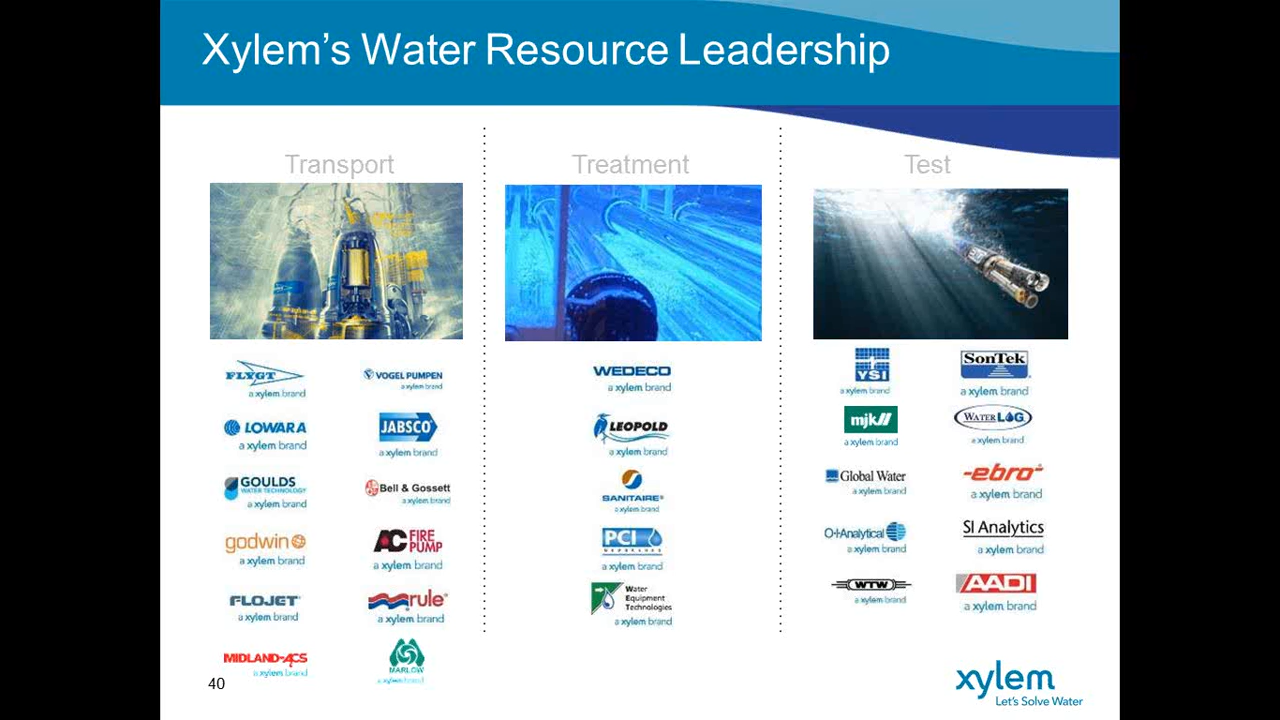 Xylem's Water Resource Leadership
Transport
FLYGT
a xylem brand
VOGEL PUMPEN
a xylem brand
LOWARA
a xylem brand
JABSCO
a xylem brand
GOULDS
WATER TECHNOLOGY
a xylem brand
Bell & Gossett
a xylem brand
godwin
a xylem brand
AC FIRE
PUMP
a xylem brand
FLOJET
a xylem brand
rule®
a xylem brand
MIDLAND-ACS
a xylem brand
MARLOW
a xylem brand
Treatment
WEDECO
a xylem brand
LEOPOLD
a xylem brand
SANITAIRE®
a xylem brand
PCI
MEMBRANES
a xylem brand
Water
Equipment
Technologies
a xylem brand
Test
YSI
a xylem brand
SonTek
a xylem brand
mjk
a xylem brand
WATERLOG
a xylem brand
Global Water
a xylem brand
ebro
a xylem brand
O·I·Analytical
a xylem brand
SI Analytics
a xylem brand
WTW
a xylem brand
AADI
a xylem brand
40
xylem
Let's Solve Water